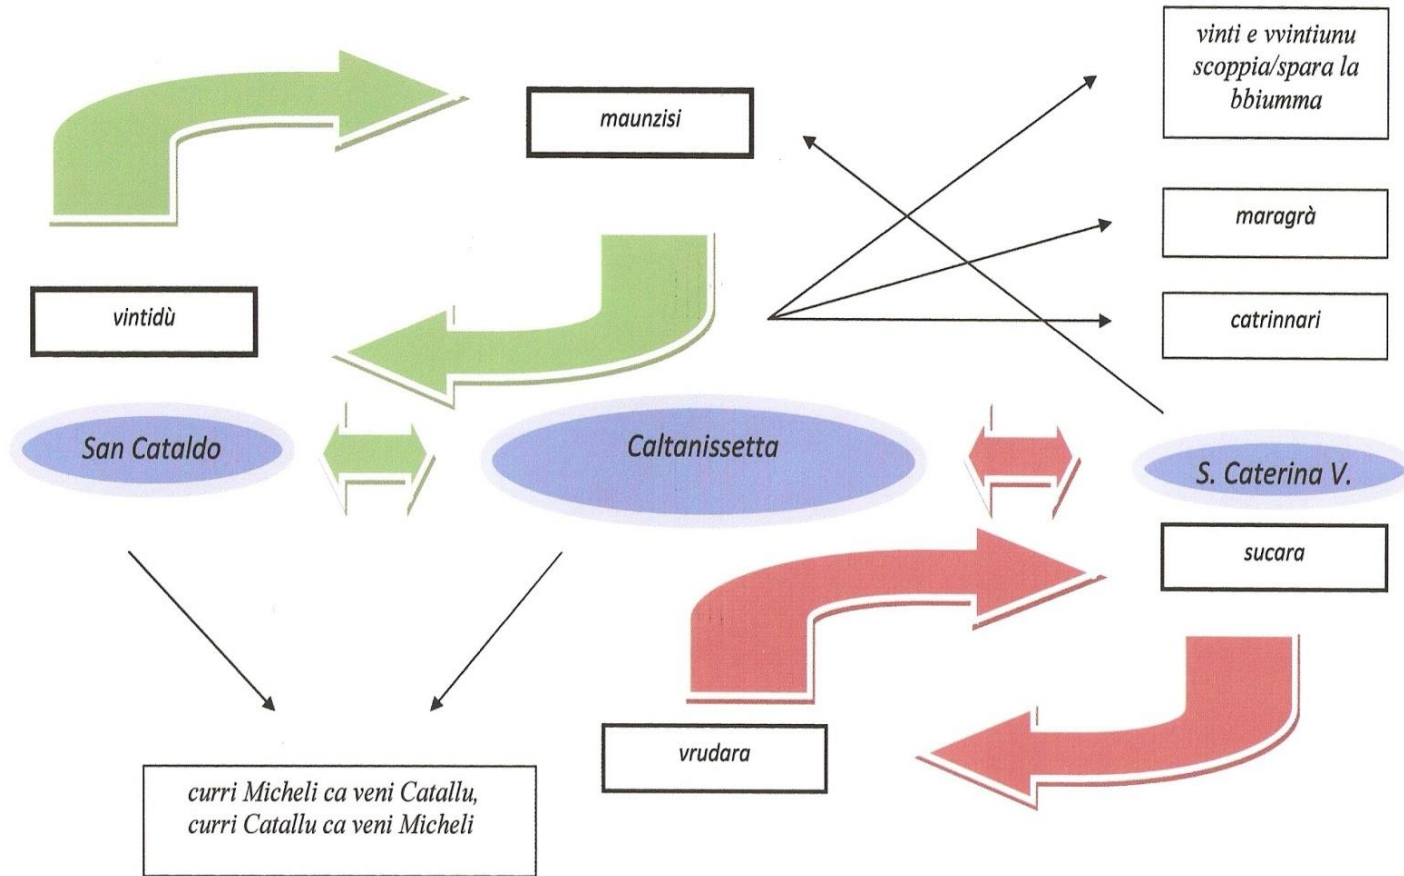 vinti e vvintiunu
scoppia/spara la
bbiumma
maunzisi
maragrà
catrinnari
vintidù
San Cataldo
Caltanissetta
S. Caterina V.
sucara
vrudara
curri Micheli ca veni Catallu,
curri Catallu ca veni Micheli